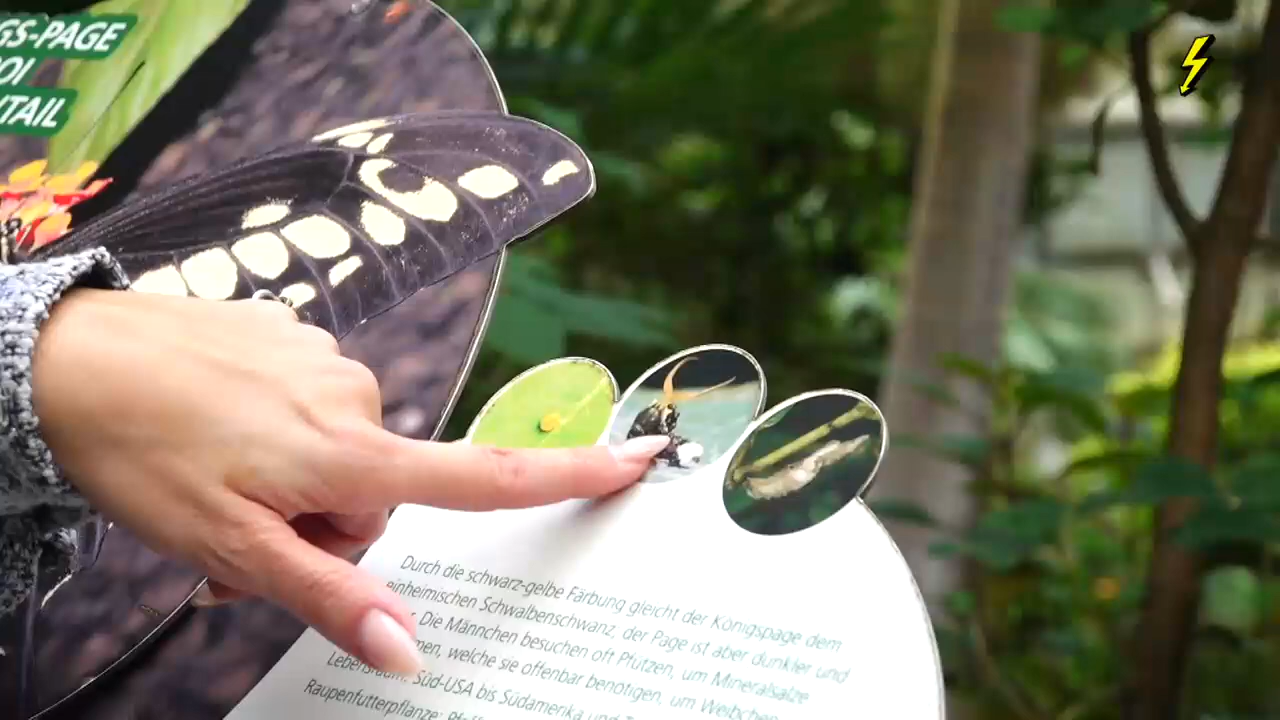 GS-PAGE
OI
TAIL
Durch die schwarz-gelbe Färbung gleicht der Königspage dem
einheimischen Schwalbenschwanz, der Page ist aber dunkler und
Die Männchen besuchen oft Pfützen, um Mineralsalze
men, welche sie offenbar benötigen, um Weibchen
Lebensraum: Süd-USA bis Südamerika und
Raupenfutterpflanze: